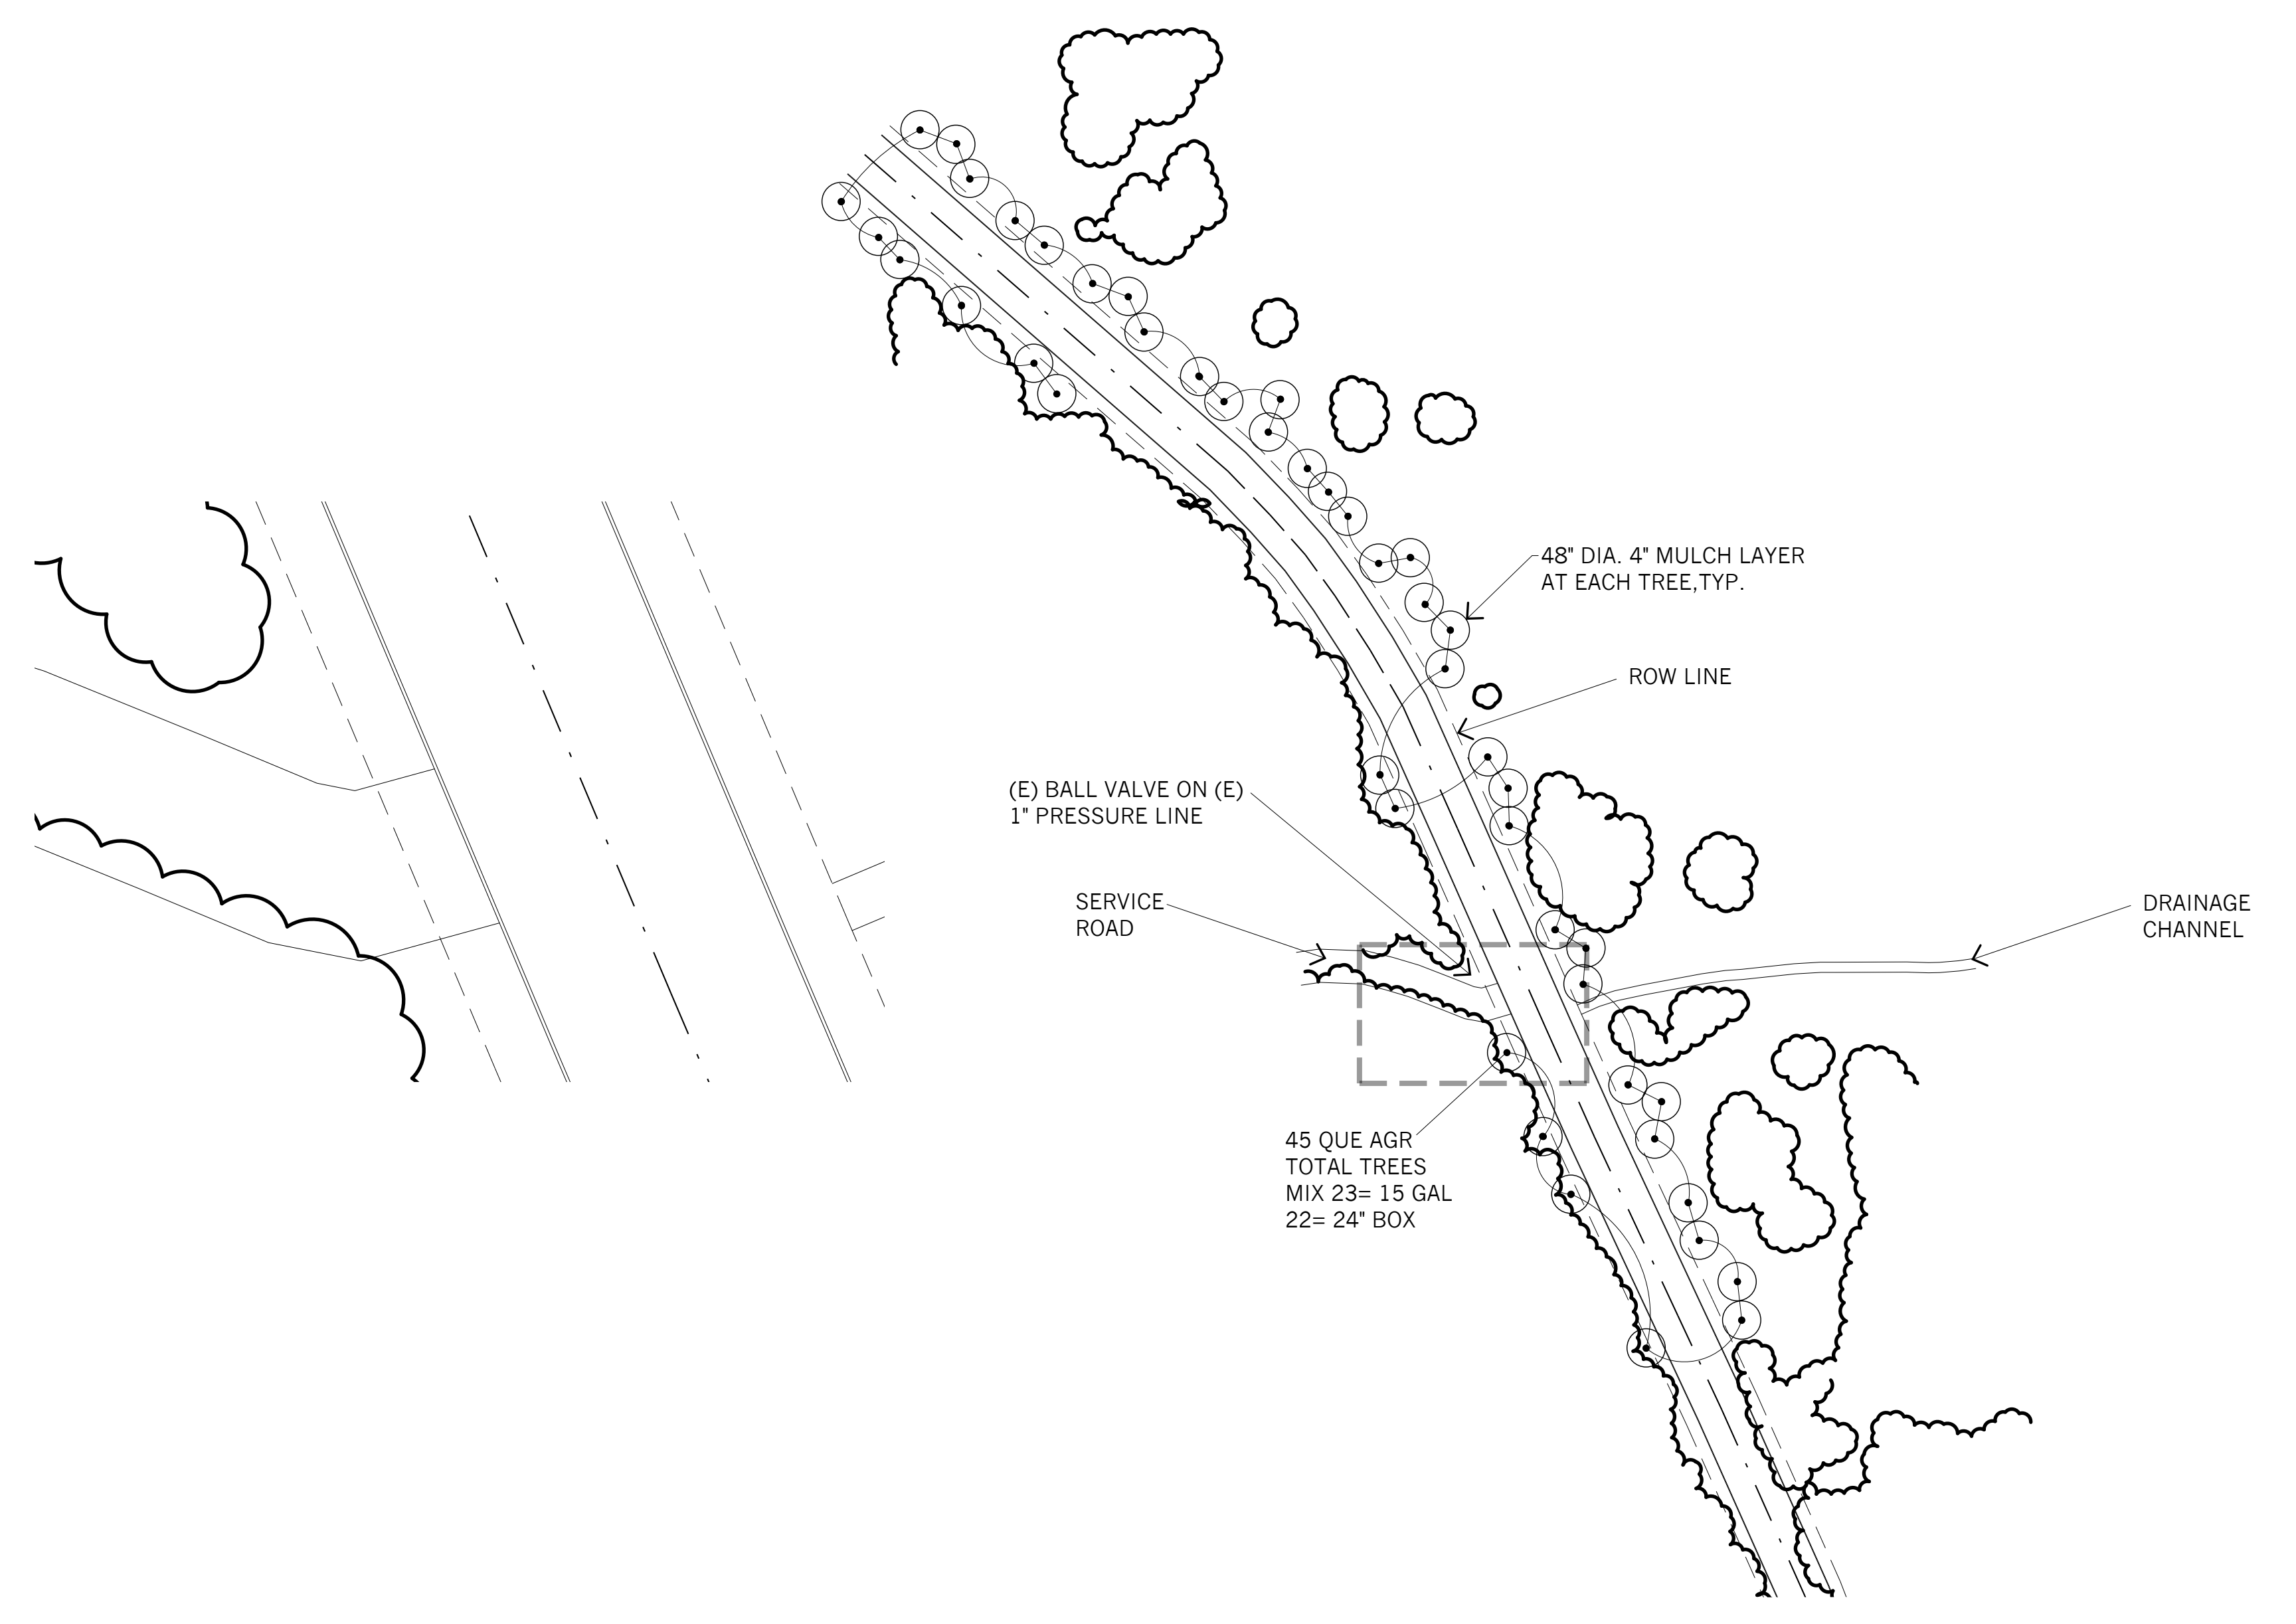 48" DIA. 4" MULCH LAYER
AT EACH TREE,TYP.
ROW LINE
(E) BALL VALVE ON (E)
1" PRESSURE LINE
SERVICE
ROAD
DRAINAGE
CHANNEL
45 QUE AGR
TOTAL TREES
MIX 23= 15 GAL
22= 24" BOX